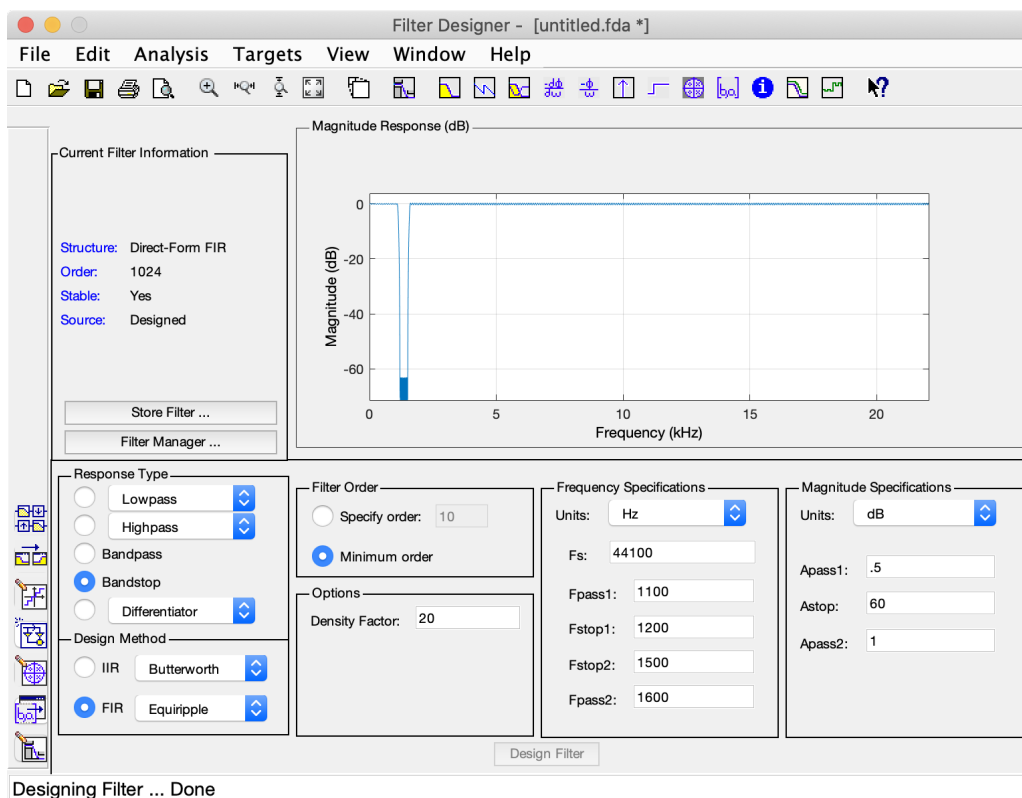 Filter Designer - [untitled.fda *]
File Edit Analysis Targets View Window Help
Current Filter Information
Structure: Direct-Form FIR
Order: 1024
Stable: Yes
Source: Designed
Store Filter ...
Filter Manager ...
Magnitude Response (dB)
Magnitude (dB)
0
-20
-40
-60
0 5 10 15 20
Frequency (kHz)
Response Type
Lowpass
Highpass
Bandpass
Bandstop
Differentiator
Design Method
IIR Butterworth
FIR Equiripple
Filter Order
Specify order: 10
Minimum order
Options
Density Factor: 20
Frequency Specifications
Units: Hz
Fs: 44100
Fpass1: 1100
Fstop1: 1200
Fstop2: 1500
Fpass2: 1600
Magnitude Specifications
Units: dB
Apass1: .5
Astop: 60
Apass2: 1
Design Filter
Designing Filter ... Done